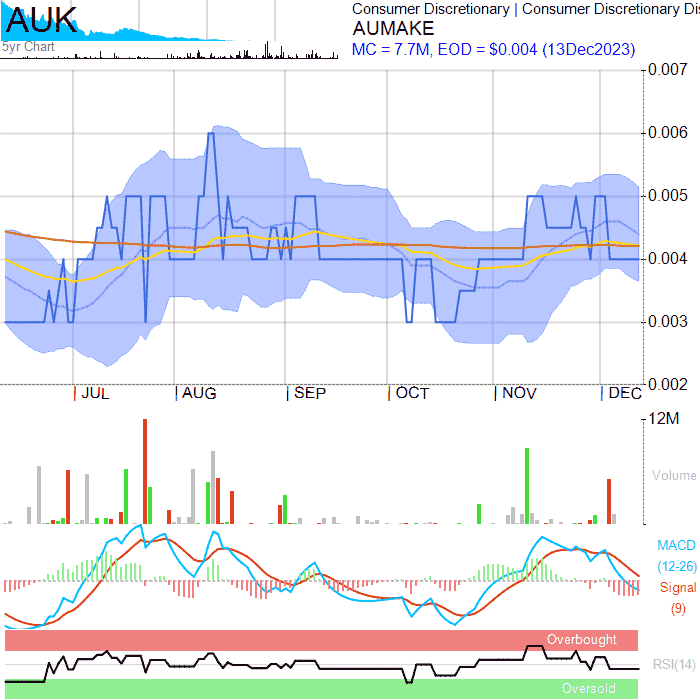 AUK
5yr Chart
Consumer Discretionary | Consumer Discretionary Dis
AUMAKE
MC = 7.7M, EOD = $0.004 (13Dec2023)
0.007
0.006
0.005
0.004
0.003
0.002
JUL AUG SEP OCT NOV DEC
12M
Volume
MACD
(12-26)
Signal
(9)
Overbought
RSI(14)
Oversold